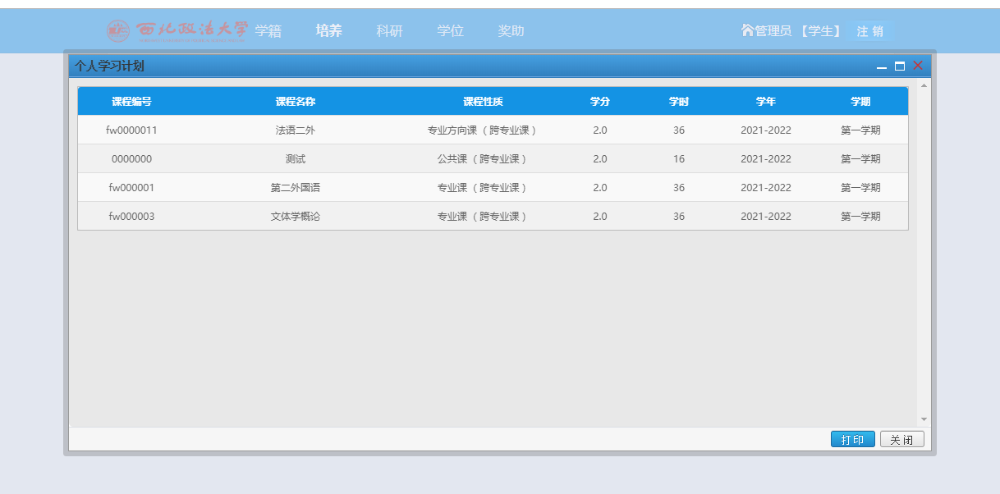 西北政法大学 学籍 培养 科研 学位 奖助 管理员 【学生】 注 销
个人学习计划
课程编号 课程名称 课程性质 学分 学时 学年 学期
fw0000011 法语二外 专业方向课（跨专业课） 2.0 36 2021-2022 第一学期
0000000 测试 公共课（跨专业课） 2.0 16 2021-2022 第一学期
fw000001 第二外国语 专业课（跨专业课） 2.0 36 2021-2022 第一学期
fw000003 文体学概论 专业课（跨专业课） 2.0 36 2021-2022 第一学期
打印 关闭